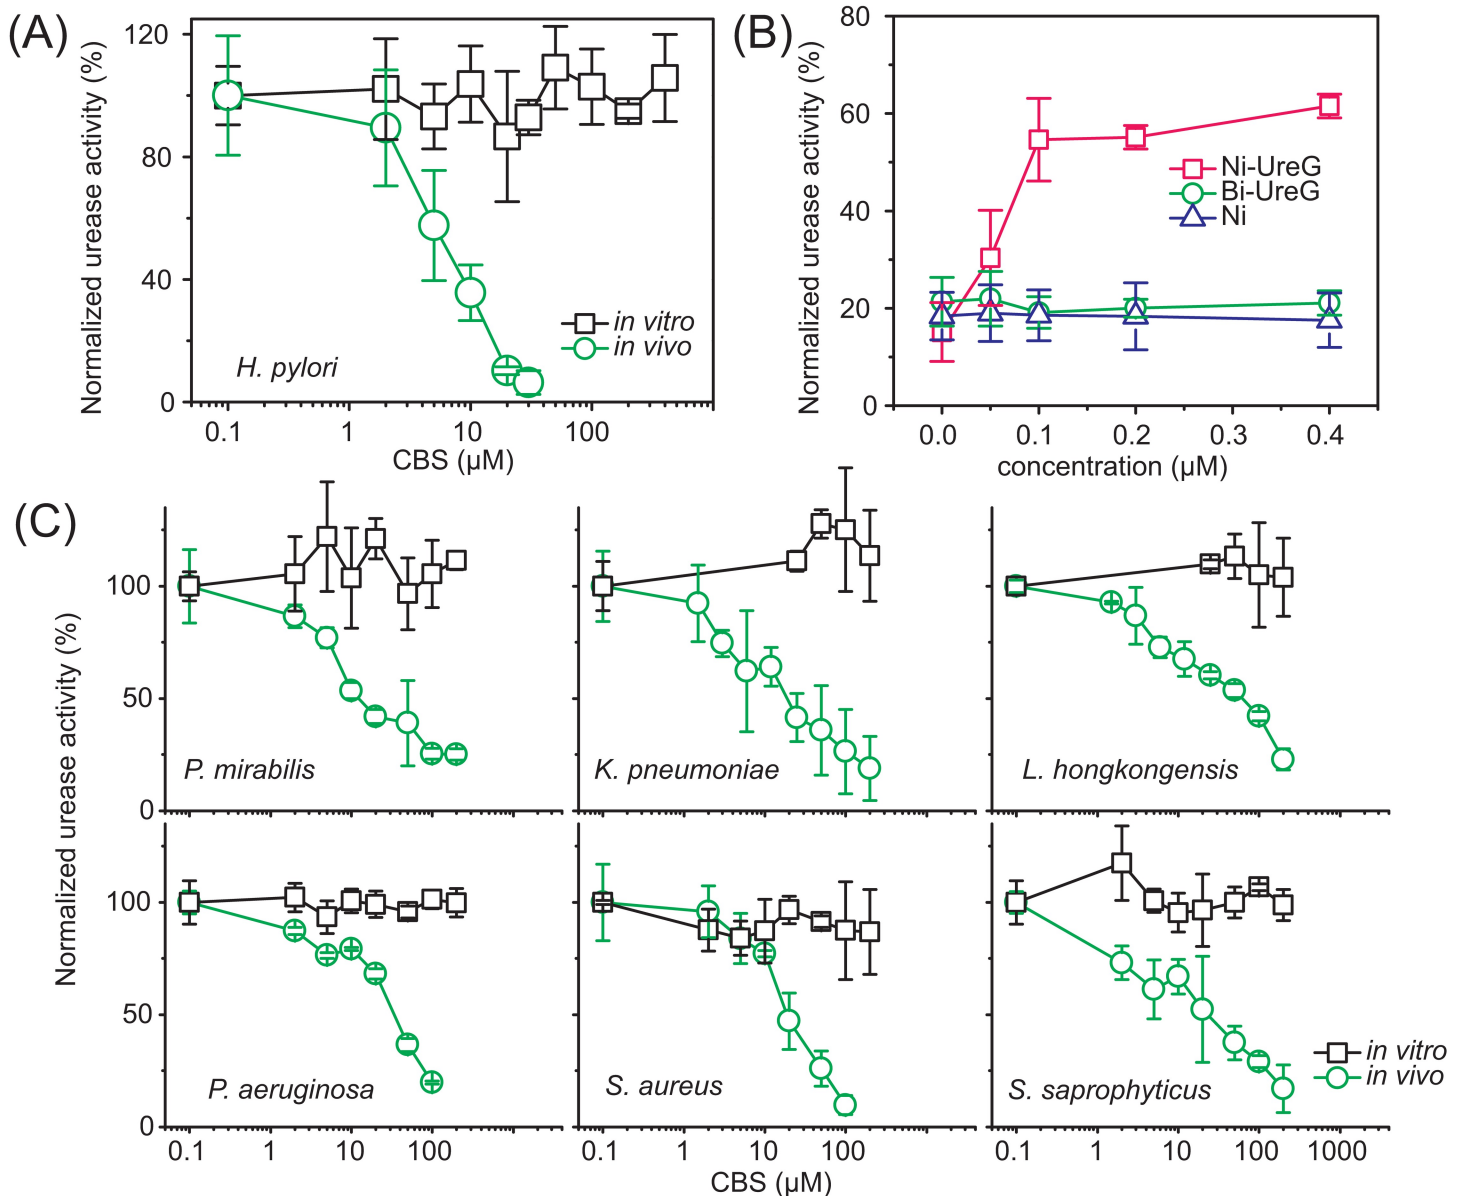 (A)
Normalized urease activity (%)
120
80
40
0
in vitro
in vivo
H. pylori
0.1 1 10 100
CBS (µM)
(B)
Normalized urease activity (%)
80
60
40
20
0
Ni-UreG
Bi-UreG
Ni
0.0 0.1 0.2 0.3 0.4
concentration (µM)
(C)
Normalized urease activity (%)
100
50
0
P. mirabilis
K. pneumoniae
L. hongkongensis
100
50
0
P. aeruginosa
S. aureus
S. saprophyticus
in vitro
in vivo
0.1 1 10 100
0.1 1 10 100
0.1 1 10 100 1000
CBS (µM)